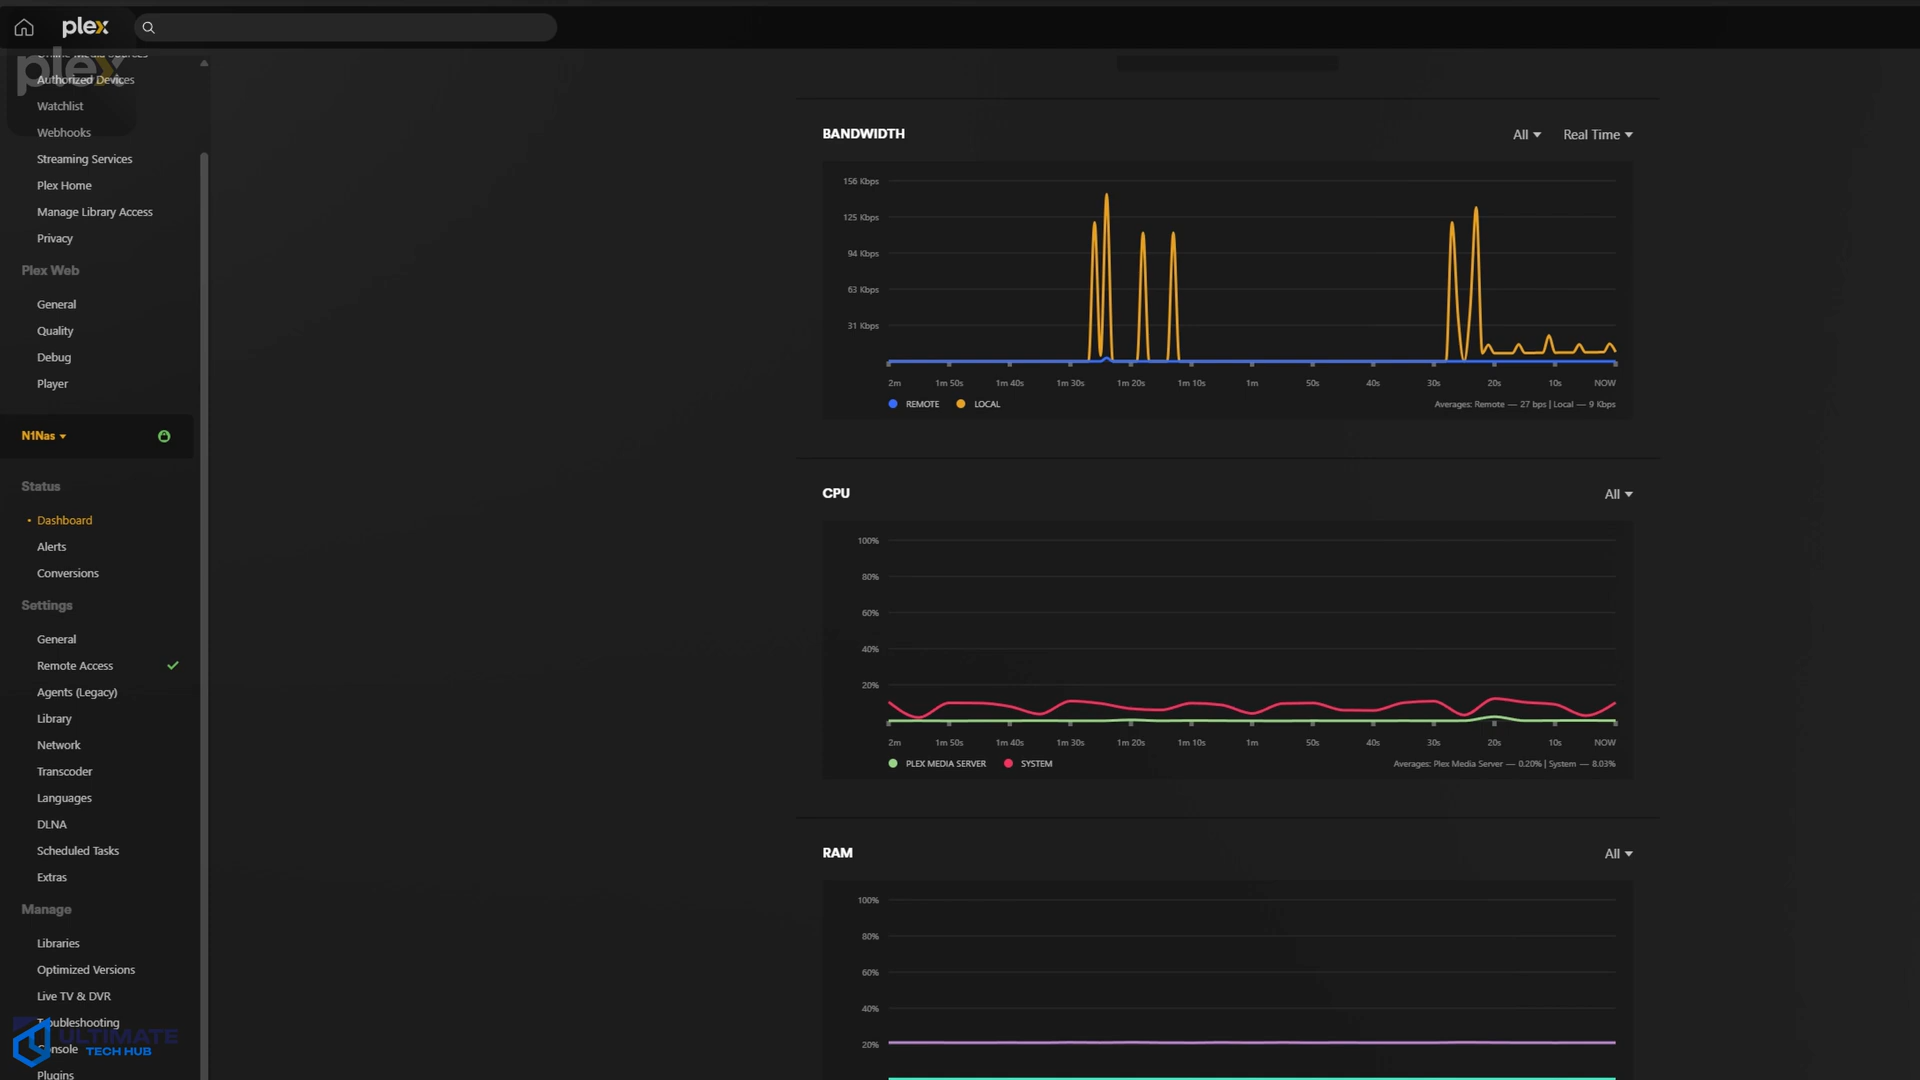 plex
plex
Online Media Sources
Authorized Devices
Watchlist
Webhooks
Streaming Services
Plex Home
Manage Library Access
Privacy
Plex Web
General
Quality
Debug
Player
N1Nas
Status
Dashboard
Alerts
Conversions
Settings
General
Remote Access
Agents (Legacy)
Library
Network
Transcoder
Languages
DLNA
Scheduled Tasks
Extras
Manage
Libraries
Optimized Versions
Live TV & DVR
Troubleshooting
Console
Plugins
ULTIMATE
TECH HUB
BANDWIDTH
All Real Time
156 Kbps
125 Kbps
94 Kbps
63 Kbps
31 Kbps
2m 1m 50s 1m 40s 1m 30s 1m 20s 1m 10s 1m 50s 40s 30s 20s 10s NOW
REMOTE LOCAL Averages: Remote — 27 bps | Local — 9 Kbps
CPU All
100%
80%
60%
40%
20%
2m 1m 50s 1m 40s 1m 30s 1m 20s 1m 10s 1m 50s 40s 30s 20s 10s NOW
PLEX MEDIA SERVER SYSTEM Averages: Plex Media Server — 0.20% | System — 8.03%
RAM All
100%
80%
60%
40%
20%